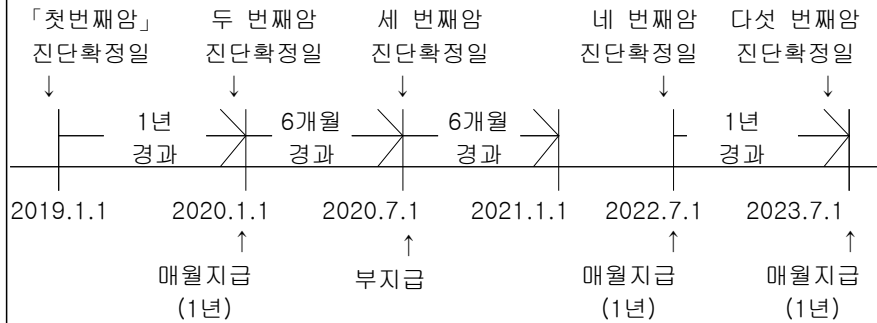 「첫번째암」 두 번째암 세 번째암 네 번째암 다섯 번째암
진단확정일 진단확정일 진단확정일 진단확정일 진단확정일
↓ ↓ ↓ ↓ ↓
1년 6개월 6개월 1년
경과 경과 경과 경과
2019.1.1 2020.1.1 2020.7.1 2021.1.1 2022.7.1 2023.7.1
↑ ↑ ↑ ↑
매월지급 부지급 매월지급 매월지급
(1년) (1년) (1년)